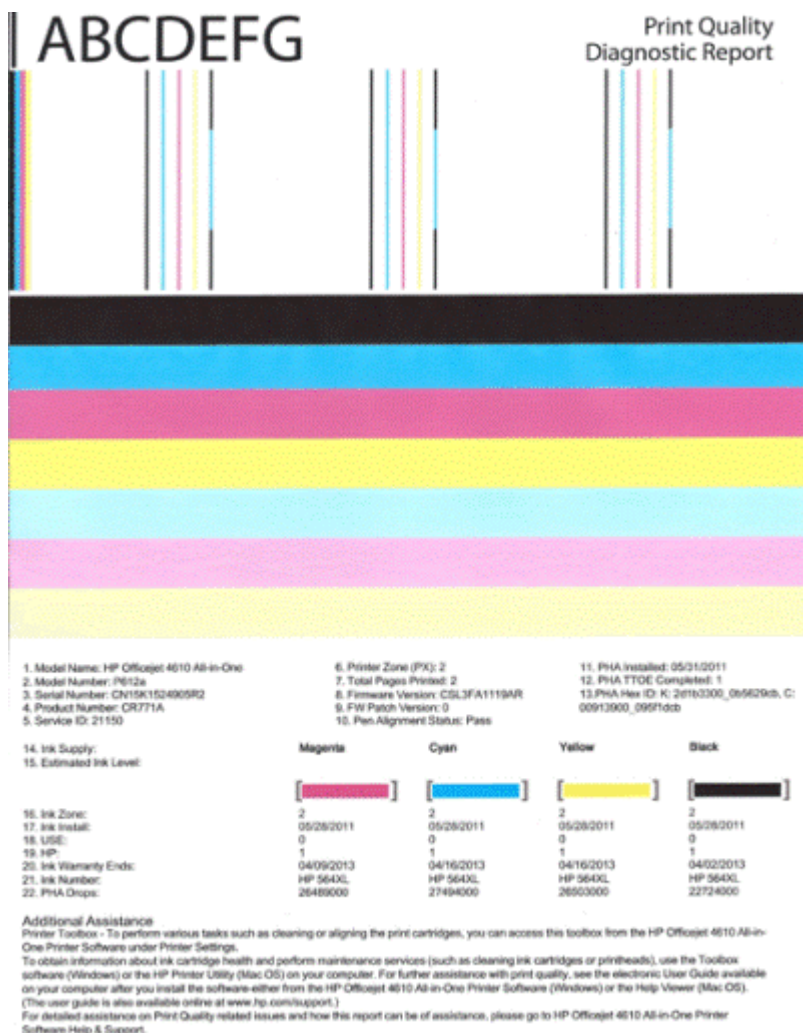 ABCDEFG
Print Quality
Diagnostic Report
1. Model Name: HP Officejet 4610 All-in-One
2. Model Number: P612a
3. Serial Number: CN15K1524905R2
4. Product Number: CR771A
5. Service ID: 21150
6. Printer Zone (PX): 2
7. Total Pages Printed: 2
8. Firmware Version: CSL3FA1119AR
9. FW Patch Version: 0
10. Pen Alignment Status: Pass
11. PHA Installed: 05/31/2011
12. PHA TTOE Completed: 1
13.PHA Hex ID: K: 2d1b3300_0b5629cb, C:
00913900_095f1dcb
14. Ink Supply: Magenta Cyan Yellow Black
15. Estimated Ink Level:
16. Ink Zone: 2 2 2 2
17. Ink Install: 05/28/2011 05/28/2011 05/28/2011 05/28/2011
18. USE: 0 0 0 0
19. HP: 1 1 1 1
20. Ink Warranty Ends: 04/09/2013 04/16/2013 04/16/2013 04/02/2013
21. Ink Number: HP 564XL HP 564XL HP 564XL HP 564XL
22. PHA Drops: 26489000 27494000 26503000 22724000
Additional Assistance
Printer Toolbox - To perform various tasks such as cleaning or aligning the print cartridges, you can access this toolbox from the HP Officejet 4610 All-in-
One Printer Software under Printer Settings.
To obtain information about ink cartridge health and perform maintenance services (such as cleaning ink cartridges or printheads), use the Toolbox
software (Windows) or the HP Printer Utility (Mac OS) on your computer. For further assistance with print quality, see the electronic User Guide available
on your computer after you install the software-either from the HP Officejet 4610 All-in-One Printer Software (Windows) or the Help Viewer (Mac OS).
(The user guide is also available online at www.hp.com/support.)
For detailed assistance on Print Quality related issues and how this report can be of assistance, please go to HP Officejet 4610 All-in-One Printer
Software Help & Support.